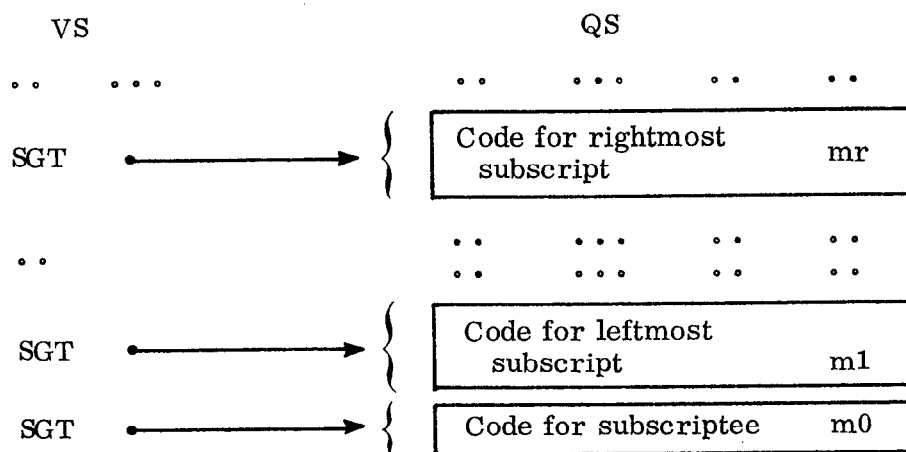 VS QS
.. ... .. ... .. ..
SGT Code for rightmost subscript mr
.. .. ... .. ..
.. ... .. ..
SGT Code for leftmost subscript m1
SGT Code for subscriptee m0